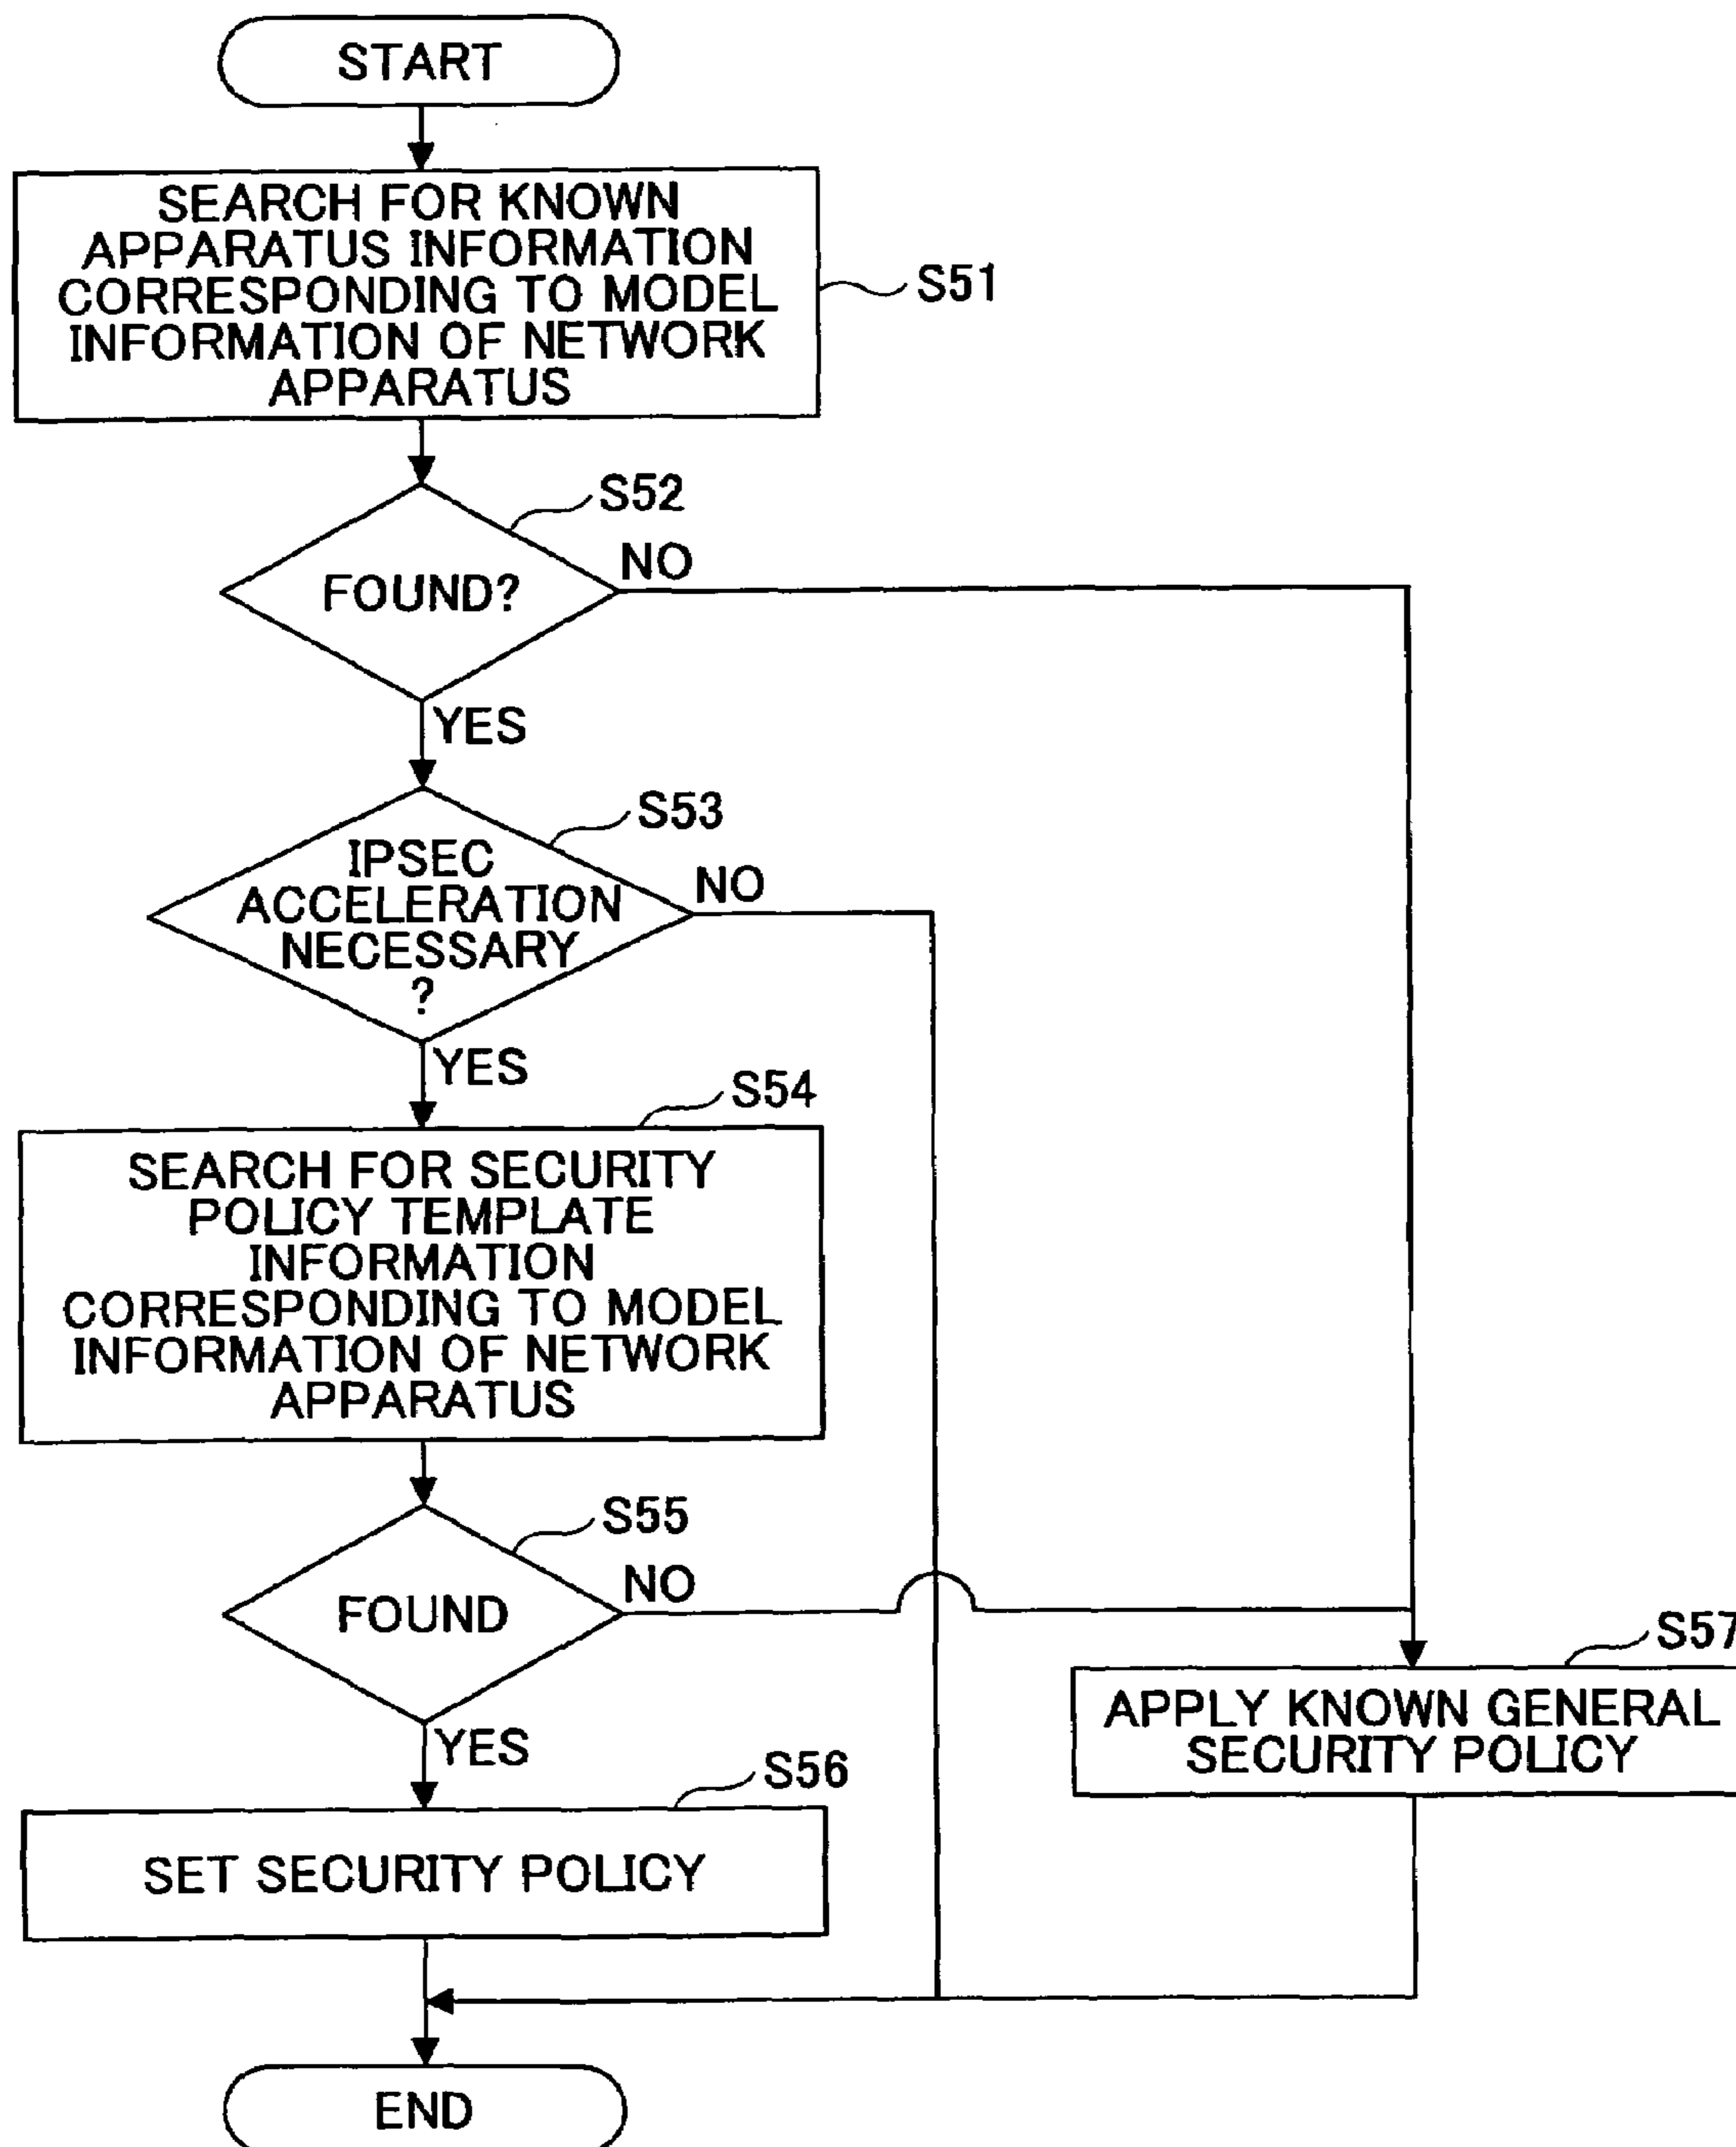 START
SEARCH FOR KNOWN
APPARATUS INFORMATION
CORRESPONDING TO MODEL
INFORMATION OF NETWORK
APPARATUS
S51
S52
FOUND?
NO
YES
S53
IPSEC
ACCELERATION
NECESSARY
?
NO
YES
S54
SEARCH FOR SECURITY
POLICY TEMPLATE
INFORMATION
CORRESPONDING TO MODEL
INFORMATION OF NETWORK
APPARATUS
S55
FOUND
NO
YES
S57
APPLY KNOWN GENERAL
SECURITY POLICY
S56
SET SECURITY POLICY
END